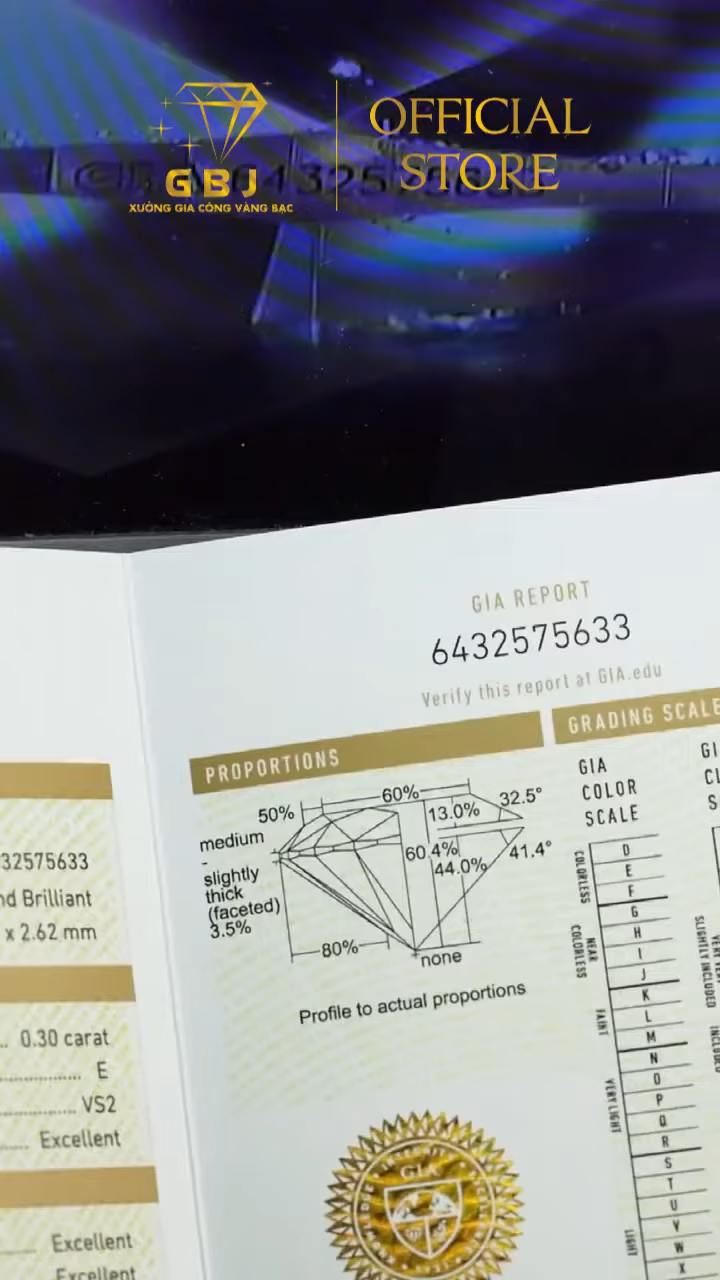 OFFICIAL
STORE
GBJ
XƯỞNG GIA CÔNG VÀNG BẠC
GIA REPORT
6432575633
Verify this report at GIA.edu
PROPORTIONS
50%
60%
32.5°
13.0%
medium
-
slightly
thick
(faceted)
3.5%
60.4%
44.0%
41.4°
80%
none
Profile to actual proportions
GRADING SCALE
GIA
COLOR
SCALE
COLORLESS
D
E
F
NEAR
COLORLESS
G
H
I
J
FAINT
K
L
M
VERY LIGHT
N
O
P
Q
R
LIGHT
S
T
U
V
W
X
SLIGHTLY INCLUDED
32575633
nd Brilliant
x 2.62 mm
0.30 carat
E
VS2
Excellent
Excellent
Excellent
GIA